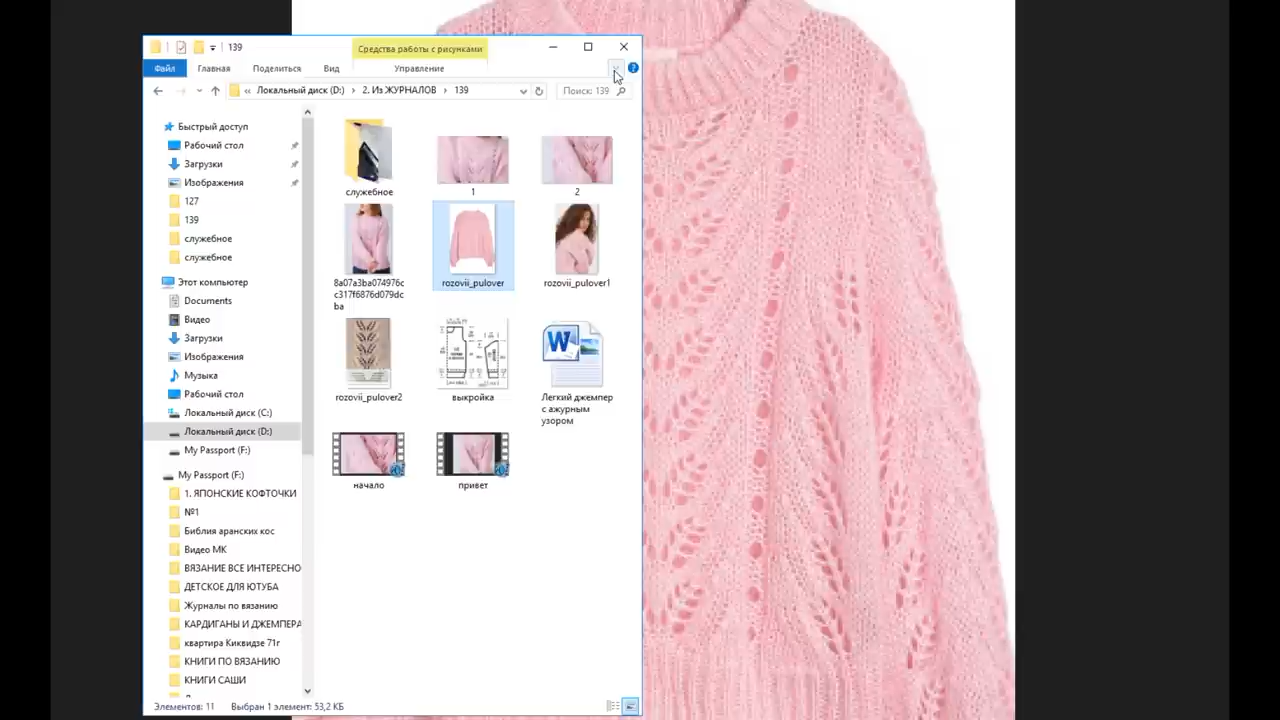 139
Средства работы с рисунками
Файл
Главная
Поделиться
Вид
Управление
« Локальный диск (D:) › 2. Из ЖУРНАЛОВ › 139
Поиск: 139
Быстрый доступ
Рабочий стол
Загрузки
Изображения
127
139
служебное
служебное
Этот компьютер
Documents
Видео
Загрузки
Изображения
Музыка
Рабочий стол
Локальный диск (C:)
Локальный диск (D:)
My Passport (F:)
My Passport (F:)
1. ЯПОНСКИЕ КОФТОЧКИ
№1
Библия аранских кос
Видео МК
ВЯЗАНИЕ ВСЕ ИНТЕРЕСНО
ДЕТСКОЕ ДЛЯ ЮТУБА
Журналы по вязанию
КАРДИГАНЫ И ДЖЕМПЕРА
квартира Киквидзе 71г
КНИГИ ПО ВЯЗАНИЮ
КНИГИ САШИ
служебное
1
2
8a07a3ba074976c
c317f6876d079dc
ba
rozovii_pulover
rozovii_pulover1
rozovii_pulover2
выкройка
Легкий джемпер
с ажурным
узором
начало
привет
Элементов: 11
Выбран 1 элемент: 53,2 КБ